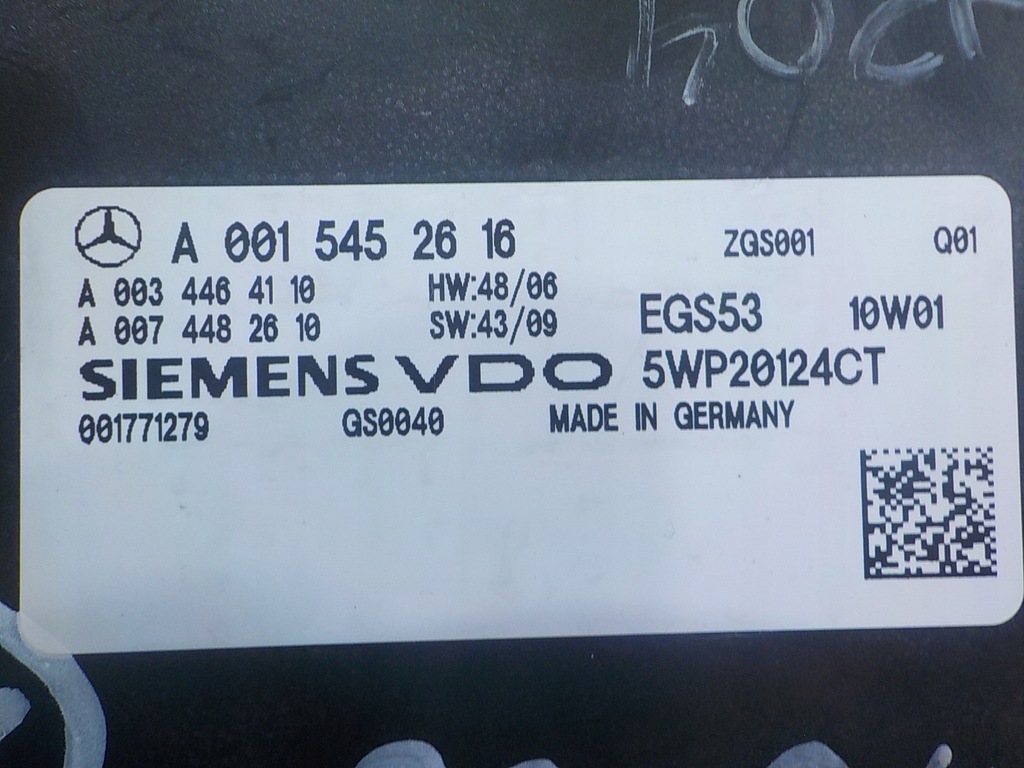 A 001 545 26 16 ZGS001 Q01
A 003 446 41 10 HW:48/06
A 007 448 26 10 SW:43/09 EGS53 10W01
SIEMENS VDO 5WP20124CT
001771279 GS0040 MADE IN GERMANY